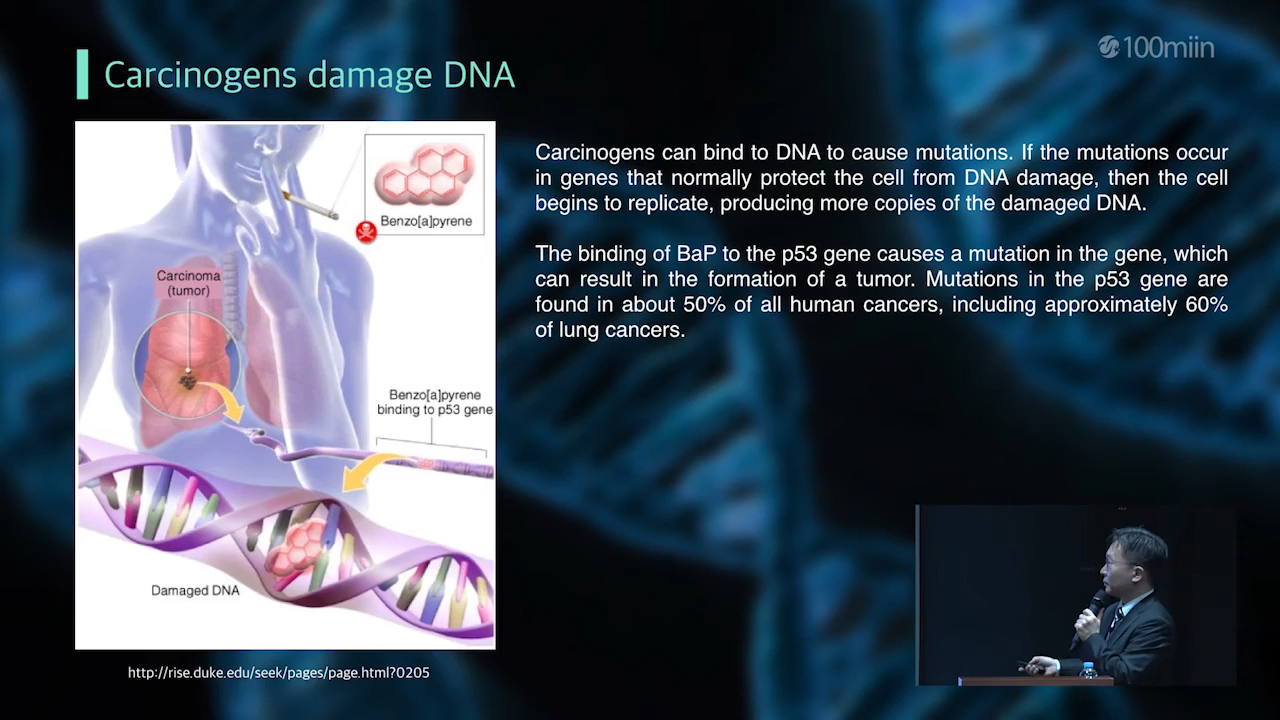 100miin
Carcinogens damage DNA
Benzo[a]pyrene
Carcinoma
(tumor)
Benzo[a]pyrene
binding to p53 gene
Damaged DNA
http://rise.duke.edu/seek/pages/page.html?0205
Carcinogens can bind to DNA to cause mutations. If the mutations occur
in genes that normally protect the cell from DNA damage, then the cell
begins to replicate, producing more copies of the damaged DNA.
The binding of BaP to the p53 gene causes a mutation in the gene, which
can result in the formation of a tumor. Mutations in the p53 gene are
found in about 50% of all human cancers, including approximately 60%
of lung cancers.